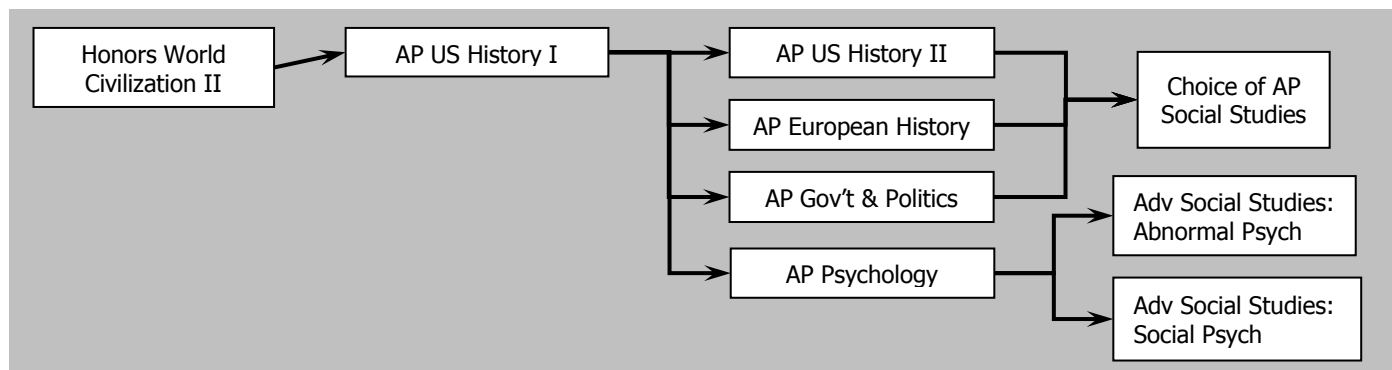 Honors World
Civilization II
AP US History I
AP US History II
AP European History
AP Gov't & Politics
AP Psychology
Choice of AP
Social Studies
Adv Social Studies:
Abnormal Psych
Adv Social Studies:
Social Psych